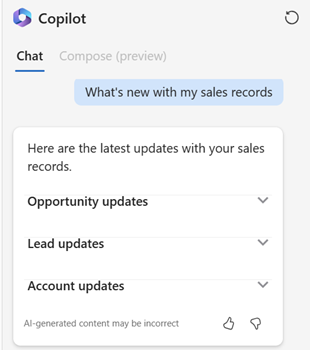 Copilot
Chat Compose (preview)
What's new with my sales records
Here are the latest updates with your sales
records.
Opportunity updates
Lead updates
Account updates
AI-generated content may be incorrect